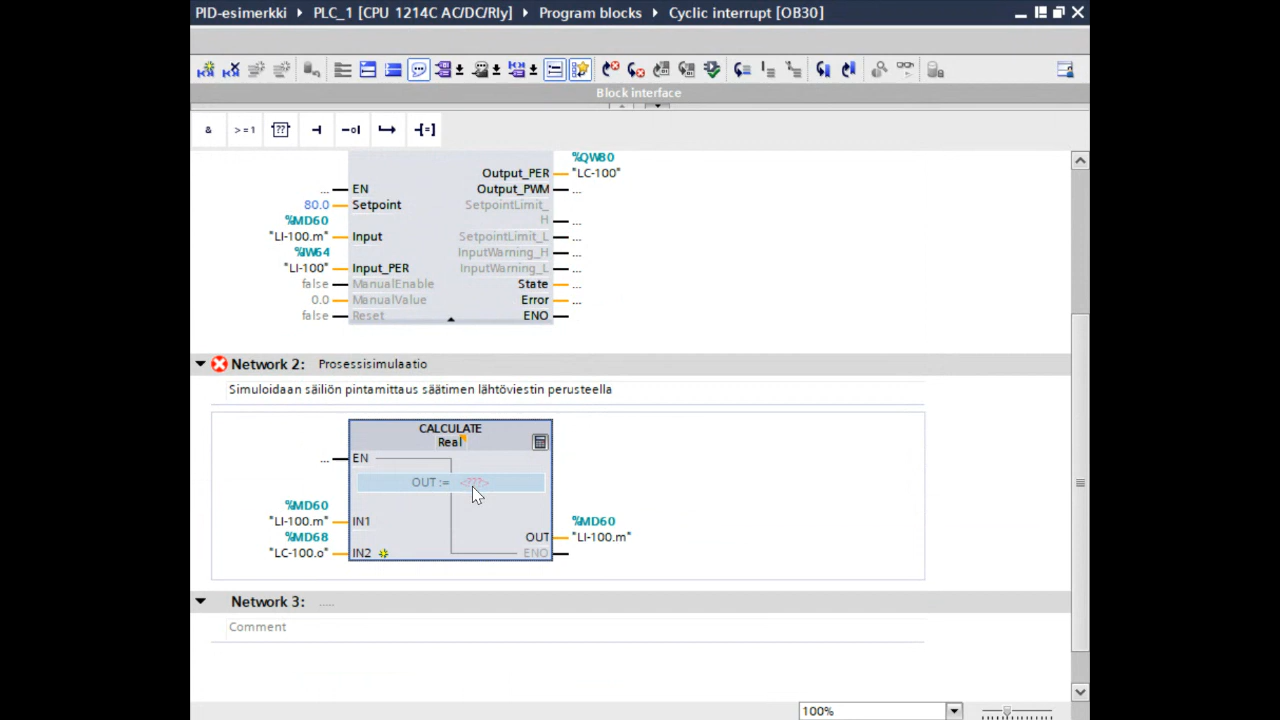 PID-esimerkki ▸ PLC_1 [CPU 1214C AC/DC/Rly] ▸ Program blocks ▸ Cyclic interrupt [OB30]
Block interface
& >=1 ??
%QW80
Output_PER "LC-100"
... EN Output_PWM ...
80.0 Setpoint SetpointLimit_
%MD60 H ...
"LI-100.m" Input SetpointLimit_L ...
%IW64 InputWarning_H ...
"LI-100" Input_PER InputWarning_L ...
false ManualEnable State ...
0.0 ManualValue Error ...
false Reset ENO
Network 2: Prosessisimulaatio
Simuloidaan säiliön pintamittaus säätimen lähtöviestin perusteella
CALCULATE
Real
... EN
OUT := <???>
%MD60
"LI-100.m" IN1 %MD60
%MD68 OUT "LI-100.m"
"LC-100.o" IN2 ENO
Network 3: .....
Comment
100%